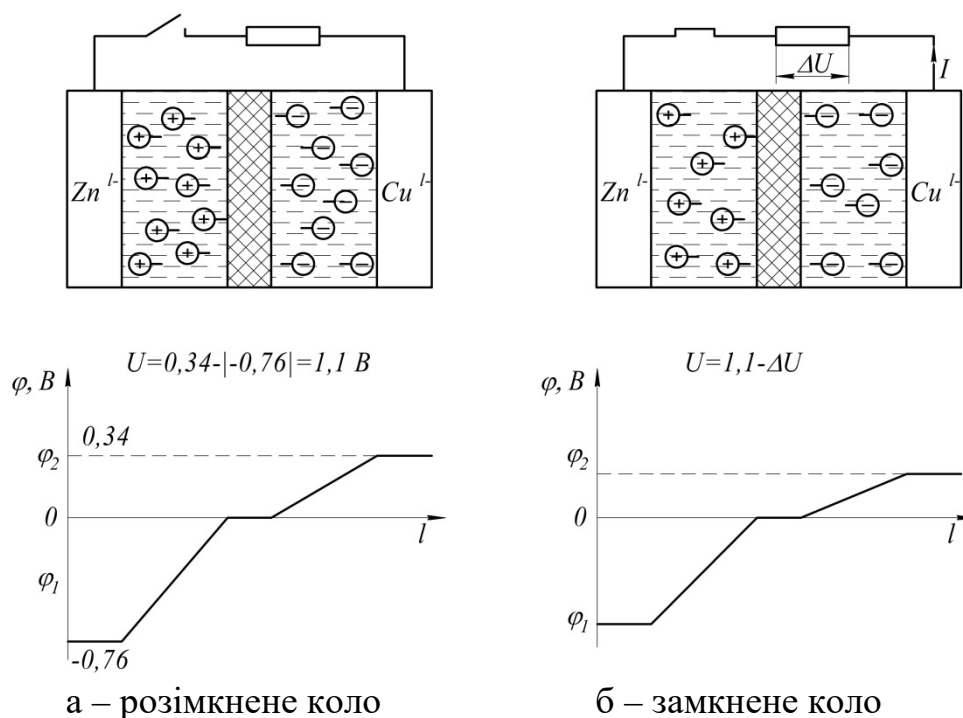 ΔU
I
Zn l-
Cu l-
Zn l-
Cu l-
U=0,34-|-0,76|=1,1 В
φ, В
0,34
φ2
0
l
φ1
-0,76
а – розімкнене коло
U=1,1-ΔU
φ, В
φ2
0
l
φ1
б – замкнене коло